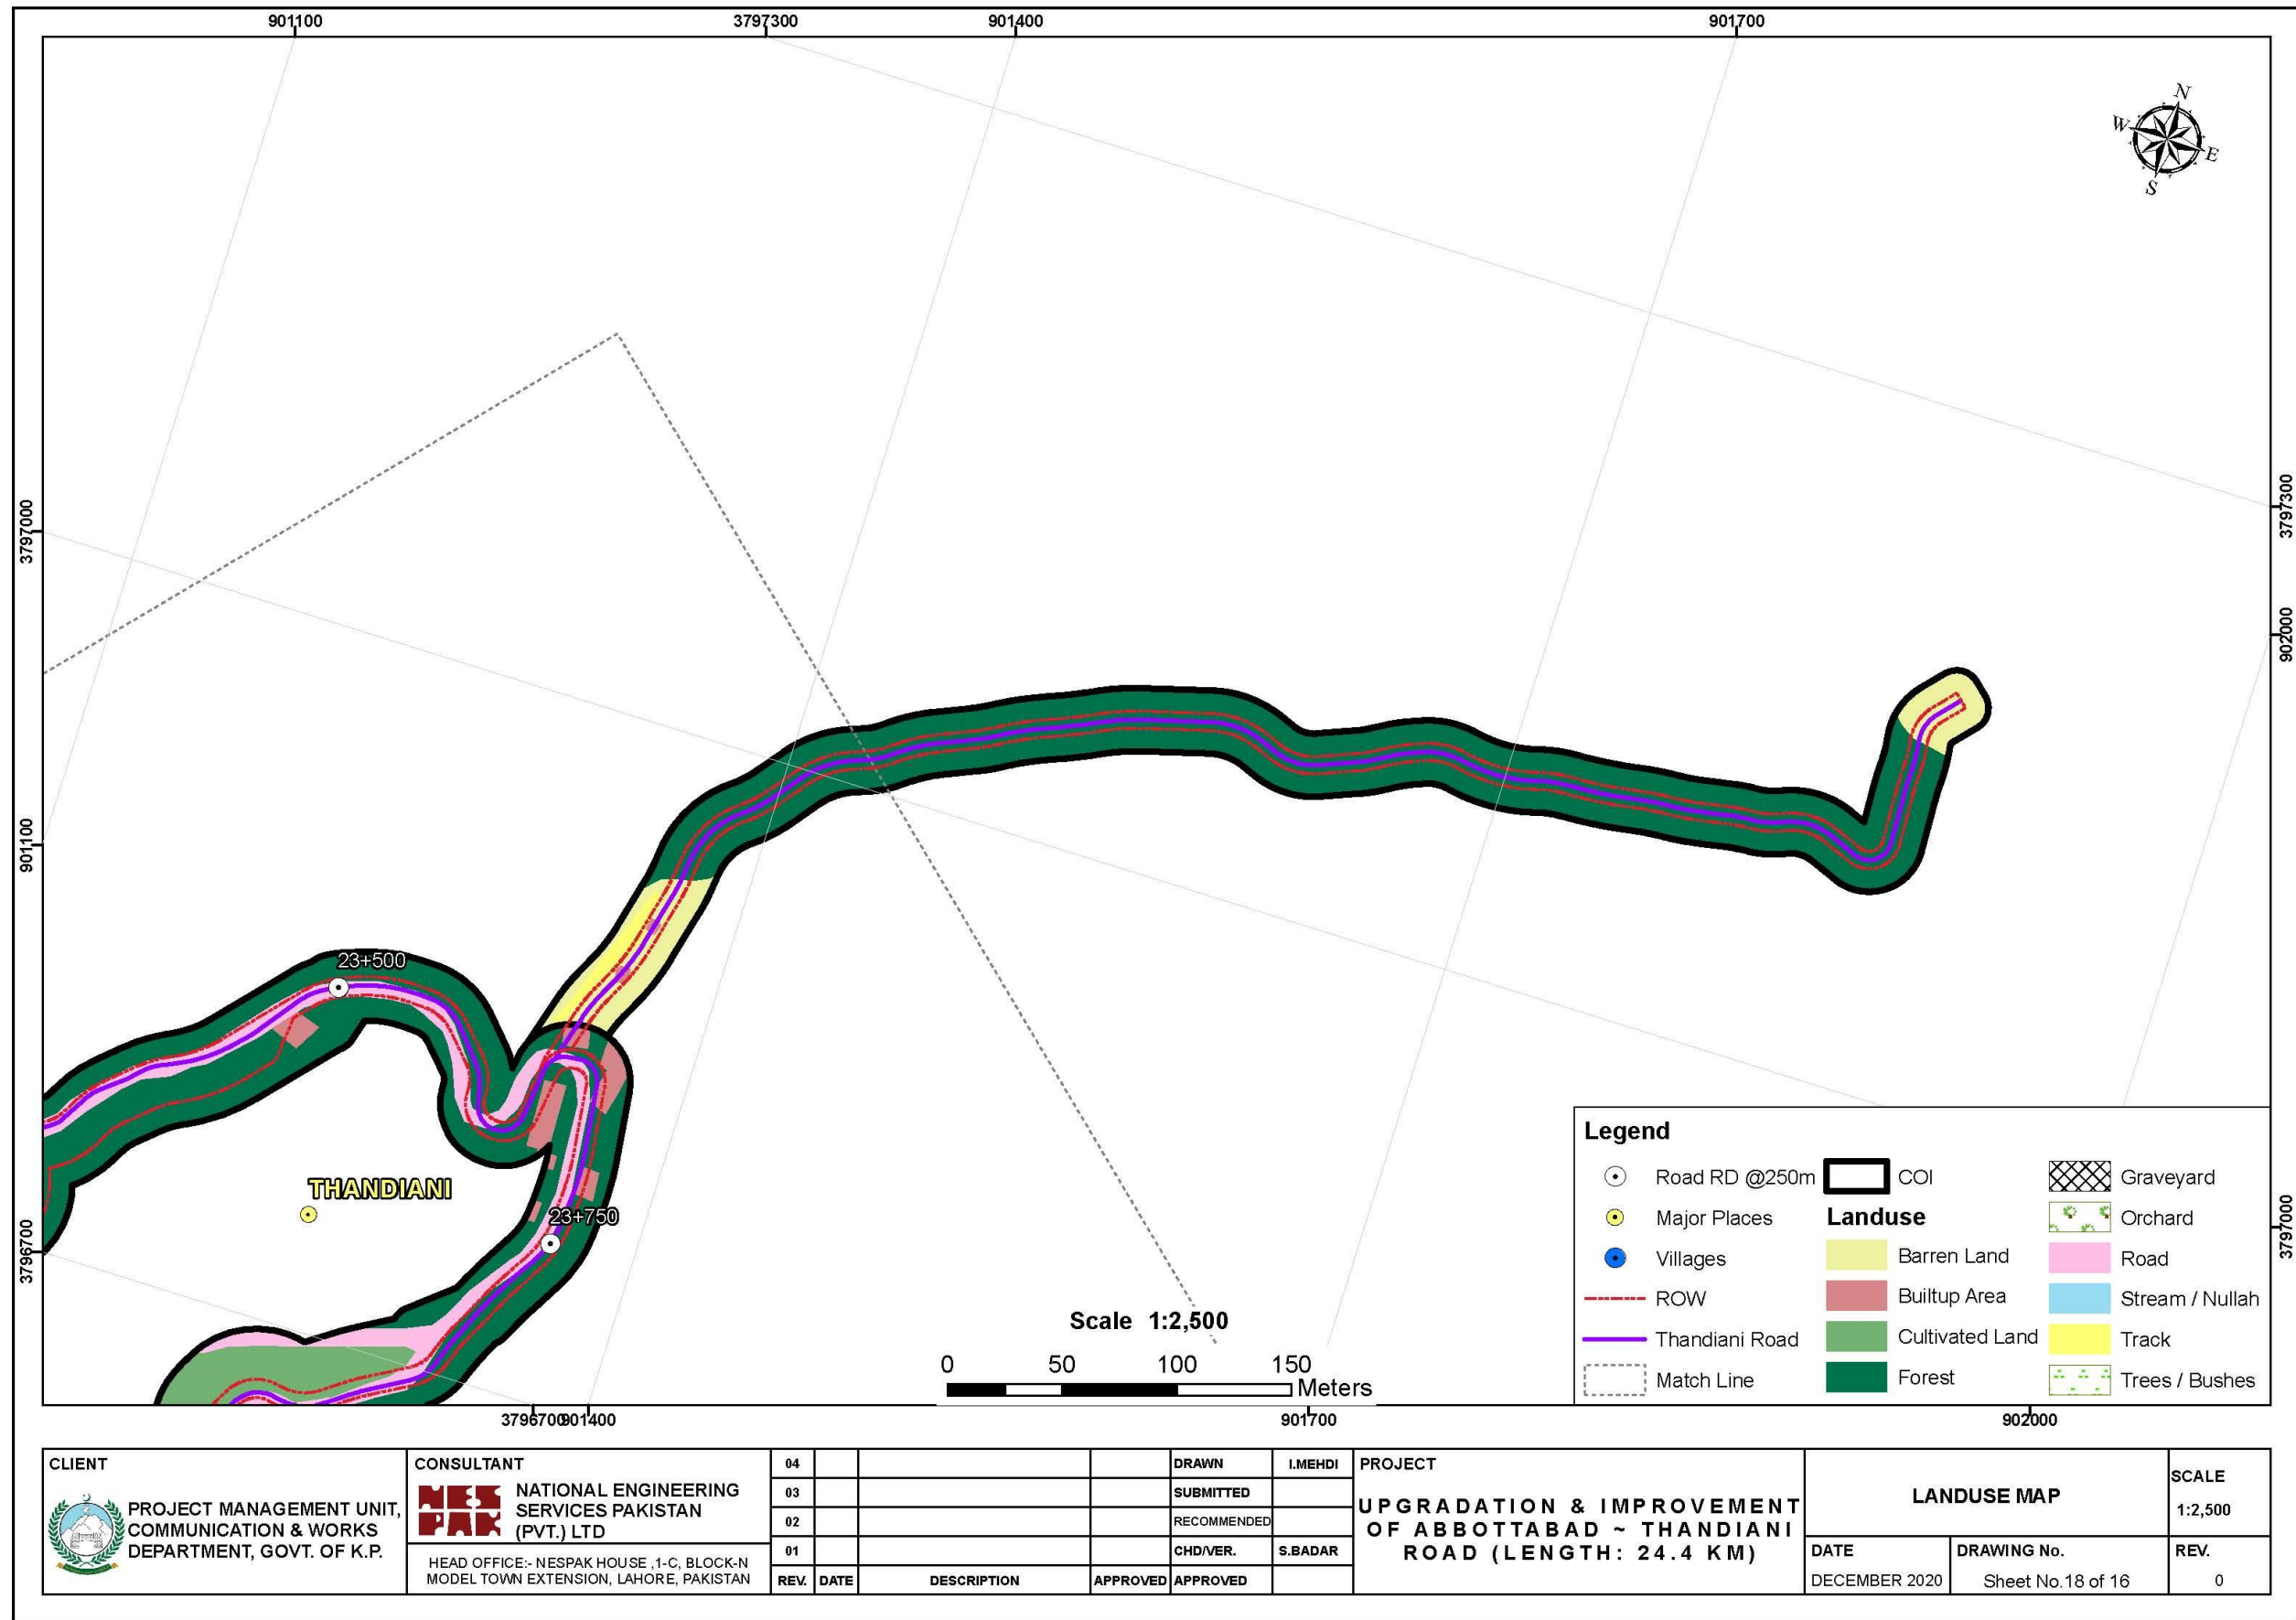 901100
3797300
901400
901700
N
W
E
S
3797000
3797300
902000
901100
23+500
THANDIANI
23+750
3796700
3797000
Legend
Road RD @250m
Major Places
Villages
ROW
Thandiani Road
Match Line
COI
Landuse
Barren Land
Builtup Area
Cultivated Land
Forest
Graveyard
Orchard
Road
Stream / Nullah
Track
Trees / Bushes
Scale 1:2,500
0 50 100 150
Meters
3796700
901400
901700
902000
CLIENT
PROJECT MANAGEMENT UNIT,
COMMUNICATION & WORKS
DEPARTMENT, GOVT. OF K.P.
CONSULTANT
NES
PAK
NATIONAL ENGINEERING
SERVICES PAKISTAN
(PVT.) LTD
HEAD OFFICE:- NESPAK HOUSE ,1-C, BLOCK-N
MODEL TOWN EXTENSION, LAHORE, PAKISTAN
04 DRAWN I.MEHDI
03 SUBMITTED
02 RECOMMENDED
01 CHD/VER. S.BADAR
REV. DATE DESCRIPTION APPROVED APPROVED
PROJECT
UPGRADATION & IMPROVEMENT
OF ABBOTTABAD ~ THANDIANI
ROAD (LENGTH: 24.4 KM)
LANDUSE MAP
SCALE
1:2,500
DATE
DECEMBER 2020
DRAWING No.
Sheet No.18 of 16
REV.
0